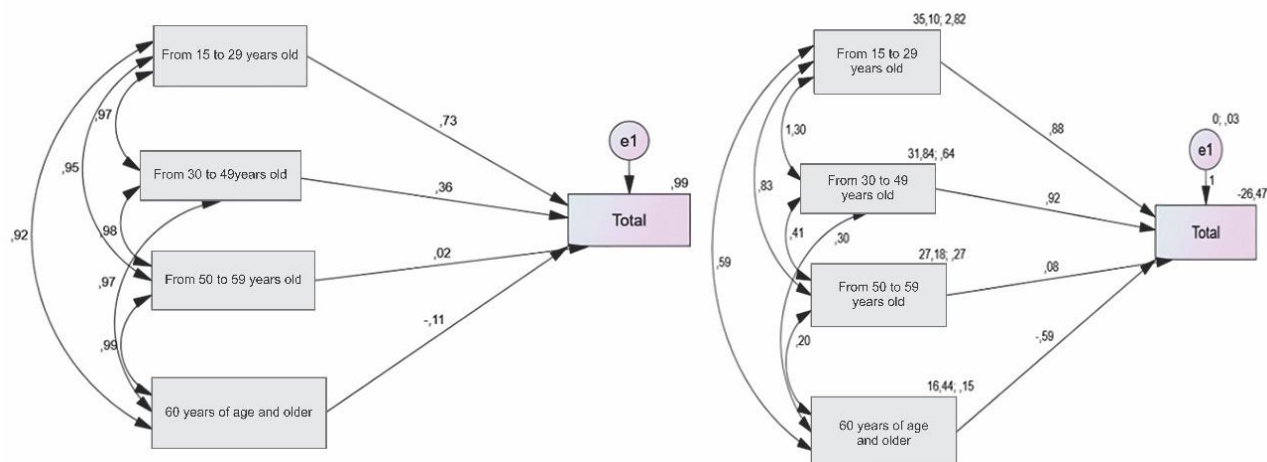 From 15 to 29 years old
,97
,73
,95
e1
From 30 to 49years old
,99
,36
Total
,92
,98
,97
From 50 to 59 years old
,02
,99
-,11
60 years of age and older
35,10; 2,82
From 15 to 29
years old
1,30
,88
0; ,03
e1
1
31,84; ,64
,83
From 30 to 49
years old
,92
-26,47
Total
,41
,30
,59
27,18; ,27
From 50 to 59
years old
,08
,20
-,59
16,44; ,15
60 years of age
and older